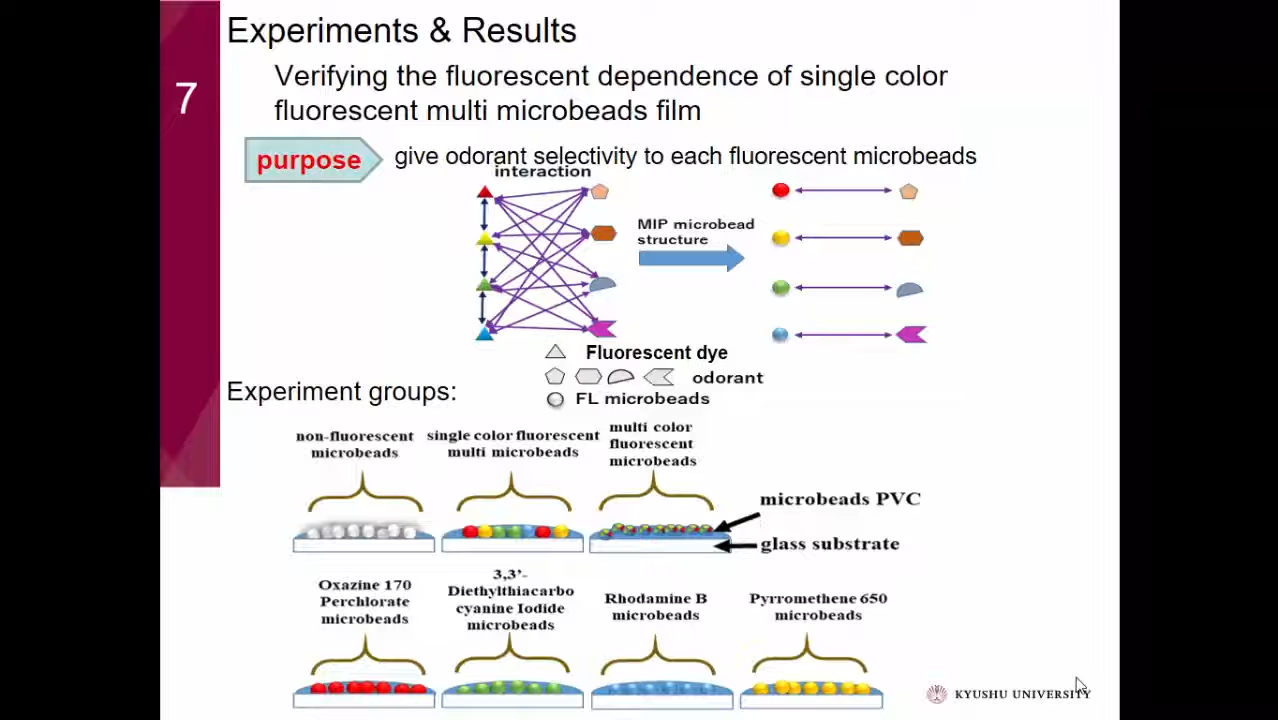 Experiments & Results
7
Verifying the fluorescent dependence of single color
fluorescent multi microbeads film
purpose
give odorant selectivity to each fluorescent microbeads
interaction
MIP microbead
structure
Fluorescent dye
odorant
FL microbeads
Experiment groups:
non-fluorescent
microbeads
single color fluorescent
multi microbeads
multi color
fluorescent
microbeads
microbeads PVC
glass substrate
Oxazine 170
Perchlorate
microbeads
3,3'-
Diethylthiacarbo
cyanine Iodide
microbeads
Rhodamine B
microbeads
Pyrromethene 650
microbeads
KYUSHU UNIVERSITY